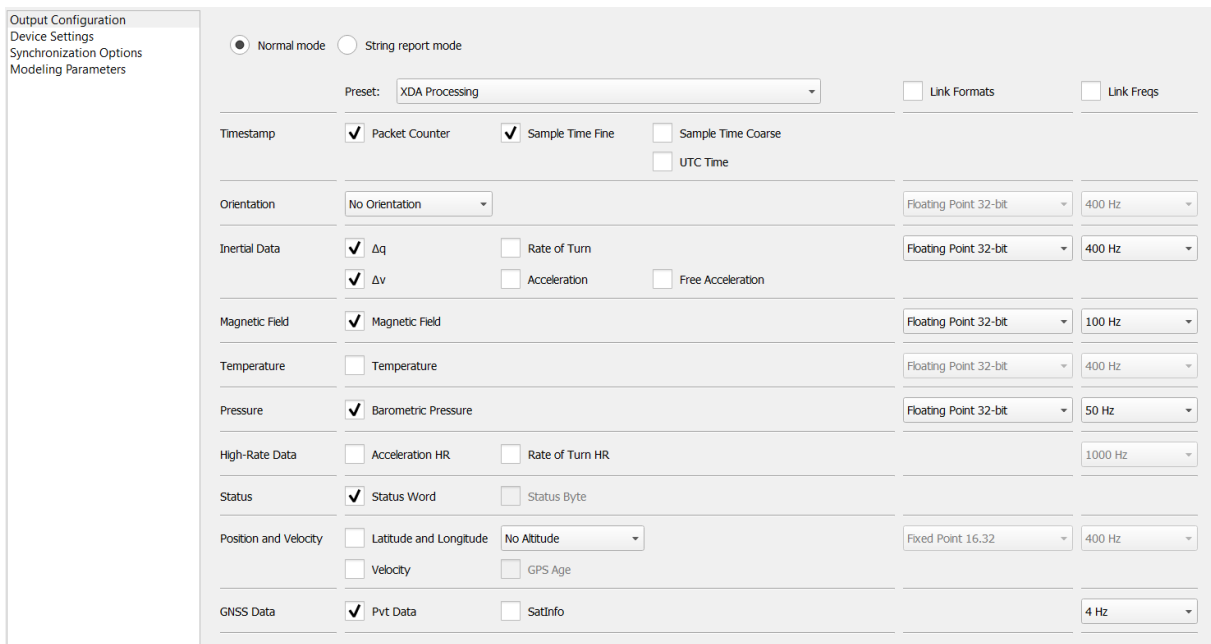 Output Configuration
Device Settings
Synchronization Options
Modeling Parameters
Normal mode String report mode
Preset: XDA Processing Link Formats Link Freqs
Timestamp Packet Counter Sample Time Fine Sample Time Coarse
UTC Time
Orientation No Orientation Floating Point 32-bit 400 Hz
Inertial Data Δq Rate of Turn Floating Point 32-bit 400 Hz
Δv Acceleration Free Acceleration
Magnetic Field Magnetic Field Floating Point 32-bit 100 Hz
Temperature Temperature Floating Point 32-bit 400 Hz
Pressure Barometric Pressure Floating Point 32-bit 50 Hz
High-Rate Data Acceleration HR Rate of Turn HR 1000 Hz
Status Status Word Status Byte
Position and Velocity Latitude and Longitude No Altitude Fixed Point 16.32 400 Hz
Velocity GPS Age
GNSS Data Pvt Data SatInfo 4 Hz